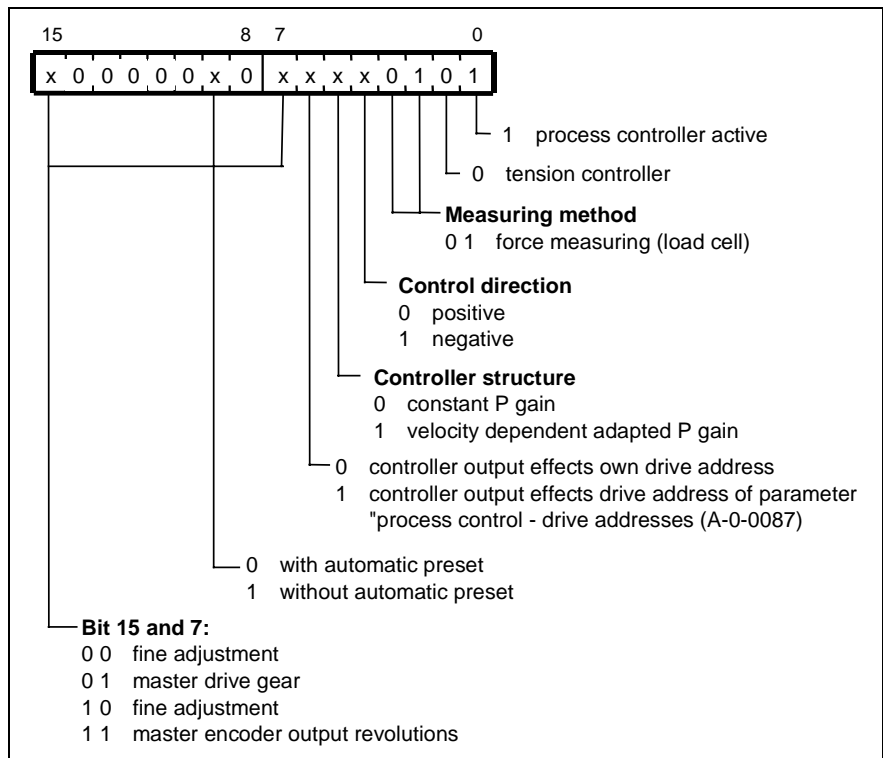 15 8 7 0
x 0 0 0 0 0 x 0 x x x x 0 1 0 1
1 process controller active
0 tension controller
Measuring method
0 1 force measuring (load cell)
Control direction
0 positive
1 negative
Controller structure
0 constant P gain
1 velocity dependent adapted P gain
0 controller output effects own drive address
1 controller output effects drive address of parameter
"process control - drive addresses (A-0-0087)
0 with automatic preset
1 without automatic preset
Bit 15 and 7:
0 0 fine adjustment
0 1 master drive gear
1 0 fine adjustment
1 1 master encoder output revolutions